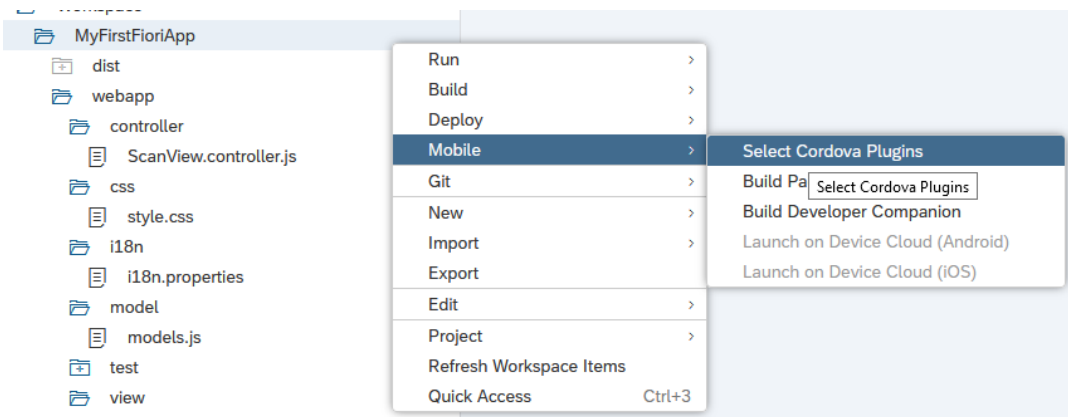 MyFirstFioriApp
dist
webapp
controller
ScanView.controller.js
css
style.css
i18n
i18n.properties
model
models.js
test
view
Run
Build
Deploy
Mobile
Git
New
Import
Export
Edit
Project
Refresh Workspace Items
Quick Access Ctrl+3
Select Cordova Plugins
Build Pa
Select Cordova Plugins
Build Developer Companion
Launch on Device Cloud (Android)
Launch on Device Cloud (iOS)